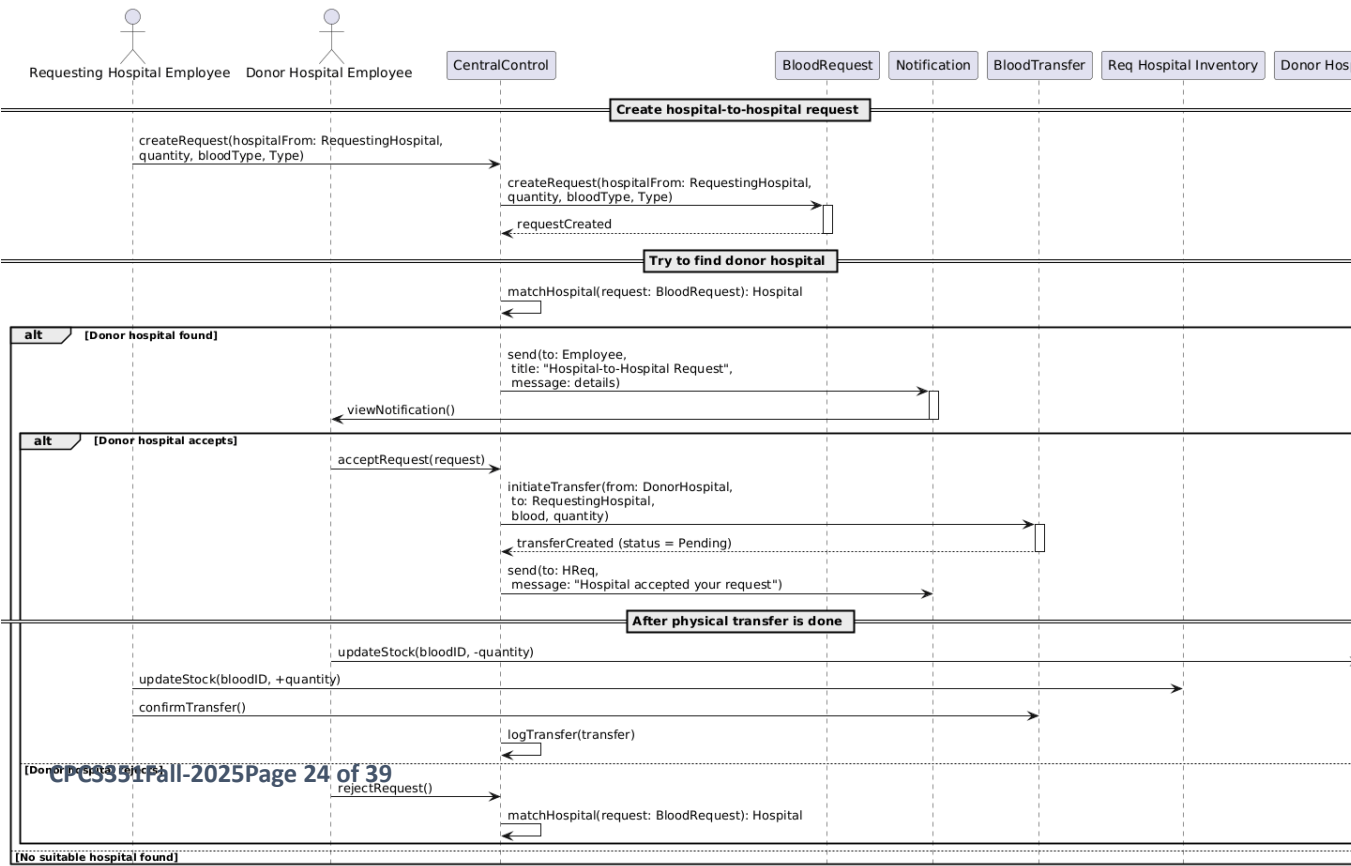 Requesting Hospital Employee
Donor Hospital Employee
CentralControl
BloodRequest
Notification
BloodTransfer
Req Hospital Inventory
Donor Hos
Create hospital-to-hospital request
createRequest(hospitalFrom: RequestingHospital,
quantity, bloodType, Type)
createRequest(hospitalFrom: RequestingHospital,
quantity, bloodType, Type)
requestCreated
Try to find donor hospital
matchHospital(request: BloodRequest): Hospital
alt
[Donor hospital found]
send(to: Employee,
title: "Hospital-to-Hospital Request",
message: details)
viewNotification()
alt
[Donor hospital accepts]
acceptRequest(request)
initiateTransfer(from: DonorHospital,
to: RequestingHospital,
blood, quantity)
transferCreated (status = Pending)
send(to: HReq,
message: "Hospital accepted your request")
After physical transfer is done
updateStock(bloodID, -quantity)
updateStock(bloodID, +quantity)
confirmTransfer()
logTransfer(transfer)
[Donor hospital rejects]
CPCS351Fall-2025Page 24 of 39
rejectRequest()
matchHospital(request: BloodRequest): Hospital
[No suitable hospital found]